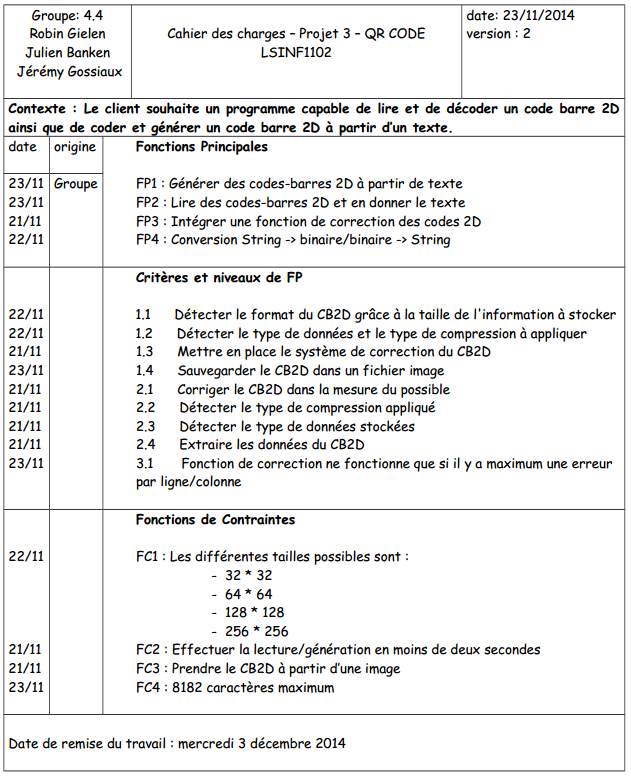 Groupe: 4.4
Robin Gielen
Julien Banken
Jérémy Gossiaux
Cahier des charges – Projet 3 – QR CODE
LSINF1102
date: 23/11/2014
version : 2
Contexte : Le client souhaite un programme capable de lire et de décoder un code barre 2D
ainsi que de coder et générer un code barre 2D à partir d'un texte.
date origine Fonctions Principales
23/11 Groupe FP1 : Générer des codes-barres 2D à partir de texte
23/11 FP2 : Lire des codes-barres 2D et en donner le texte
21/11 FP3 : Intégrer une fonction de correction des codes 2D
22/11 FP4 : Conversion String -> binaire/binaire -> String
Critères et niveaux de FP
22/11 1.1 Détecter le format du CB2D grâce à la taille de l'information à stocker
22/11 1.2 Détecter le type de données et le type de compression à appliquer
21/11 1.3 Mettre en place le système de correction du CB2D
23/11 1.4 Sauvegarder le CB2D dans un fichier image
21/11 2.1 Corriger le CB2D dans la mesure du possible
21/11 2.2 Détecter le type de compression appliqué
21/11 2.3 Détecter le type de données stockées
21/11 2.4 Extraire les données du CB2D
23/11 3.1 Fonction de correction ne fonctionne que si il y a maximum une erreur
par ligne/colonne
Fonctions de Contraintes
22/11 FC1 : Les différentes tailles possibles sont :
- 32 * 32
- 64 * 64
- 128 * 128
- 256 * 256
21/11 FC2 : Effectuer la lecture/génération en moins de deux secondes
21/11 FC3 : Prendre le CB2D à partir d'une image
23/11 FC4 : 8182 caractères maximum
Date de remise du travail : mercredi 3 décembre 2014